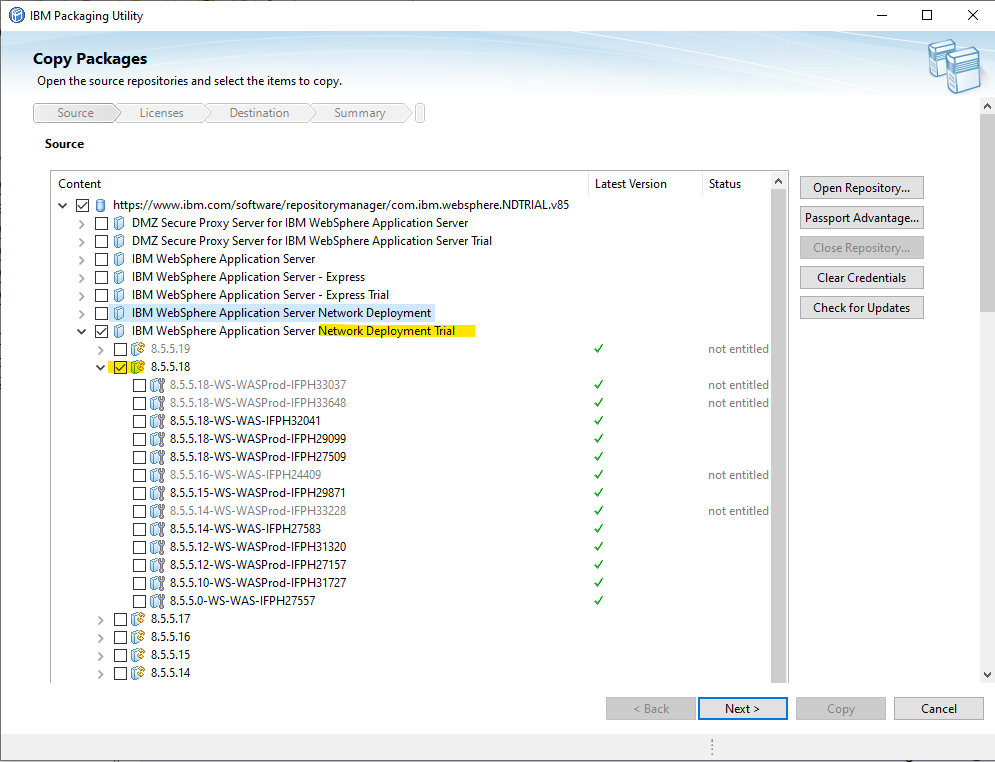 IBM Packaging Utility
Copy Packages
Open the source repositories and select the items to copy.
Source Licenses Destination Summary
Source
Content Latest Version Status
https://www.ibm.com/software/repositorymanager/com.ibm.websphere.NDTRIAL.v85
DMZ Secure Proxy Server for IBM WebSphere Application Server
DMZ Secure Proxy Server for IBM WebSphere Application Server Trial
IBM WebSphere Application Server
IBM WebSphere Application Server - Express
IBM WebSphere Application Server - Express Trial
IBM WebSphere Application Server Network Deployment
IBM WebSphere Application Server Network Deployment Trial
8.5.5.19 not entitled
8.5.5.18
8.5.5.18-WS-WASProd-IFPH33037 not entitled
8.5.5.18-WS-WASProd-IFPH33648 not entitled
8.5.5.18-WS-WAS-IFPH32041
8.5.5.18-WS-WASProd-IFPH29099
8.5.5.18-WS-WASProd-IFPH27509
8.5.5.16-WS-WAS-IFPH24409 not entitled
8.5.5.15-WS-WASProd-IFPH29871
8.5.5.14-WS-WASProd-IFPH33228 not entitled
8.5.5.14-WS-WAS-IFPH27583
8.5.5.12-WS-WASProd-IFPH31320
8.5.5.12-WS-WASProd-IFPH27157
8.5.5.10-WS-WASProd-IFPH31727
8.5.5.0-WS-WAS-IFPH27557
8.5.5.17
8.5.5.16
8.5.5.15
8.5.5.14
Open Repository...
Passport Advantage...
Close Repository...
Clear Credentials
Check for Updates
< Back Next > Copy Cancel